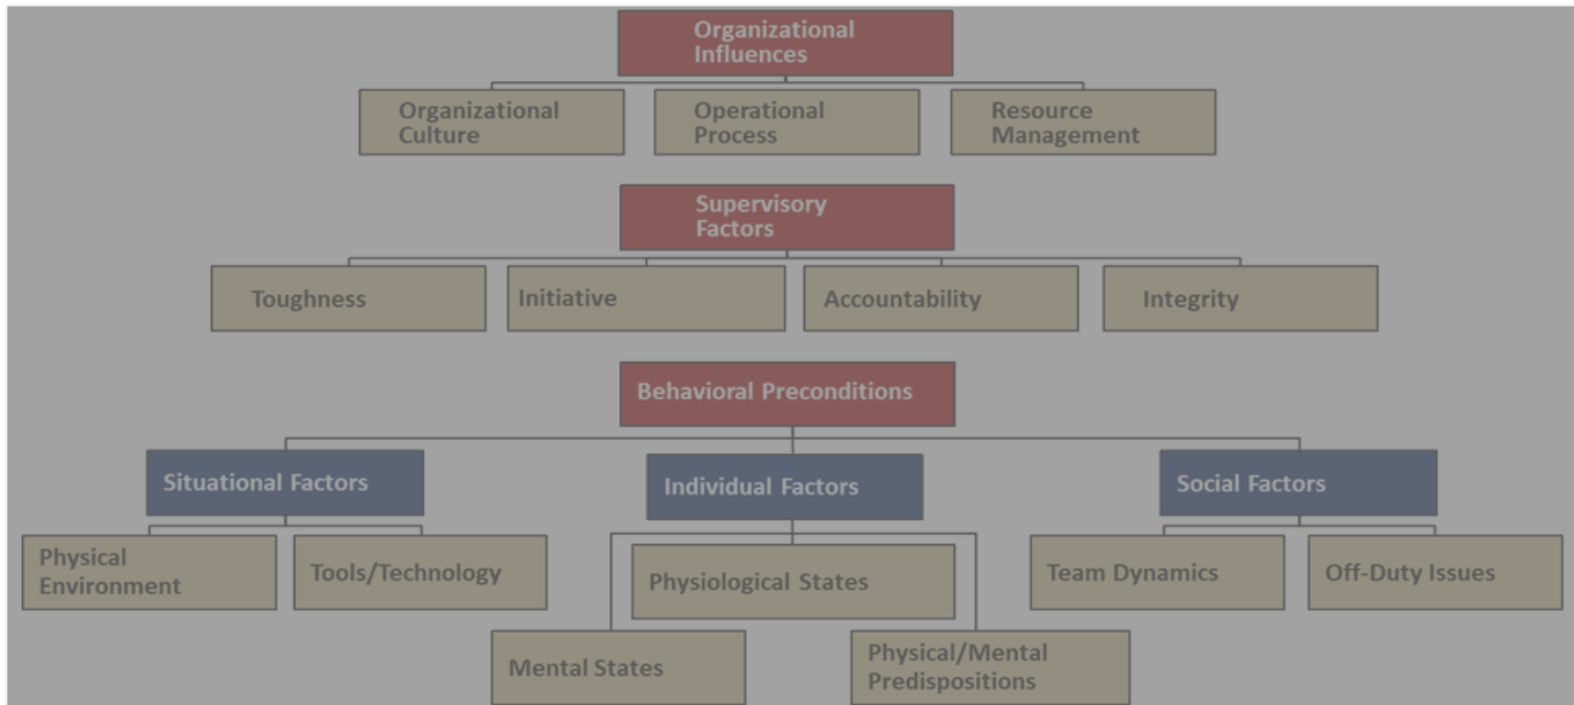 Organizational
Influences
Organizational
Culture
Operational
Process
Resource
Management
Supervisory
Factors
Toughness
Initiative
Accountability
Integrity
Behavioral Preconditions
Situational Factors
Individual Factors
Social Factors
Physical
Environment
Tools/Technology
Physiological States
Team Dynamics
Off-Duty Issues
Mental States
Physical/Mental
Predispositions